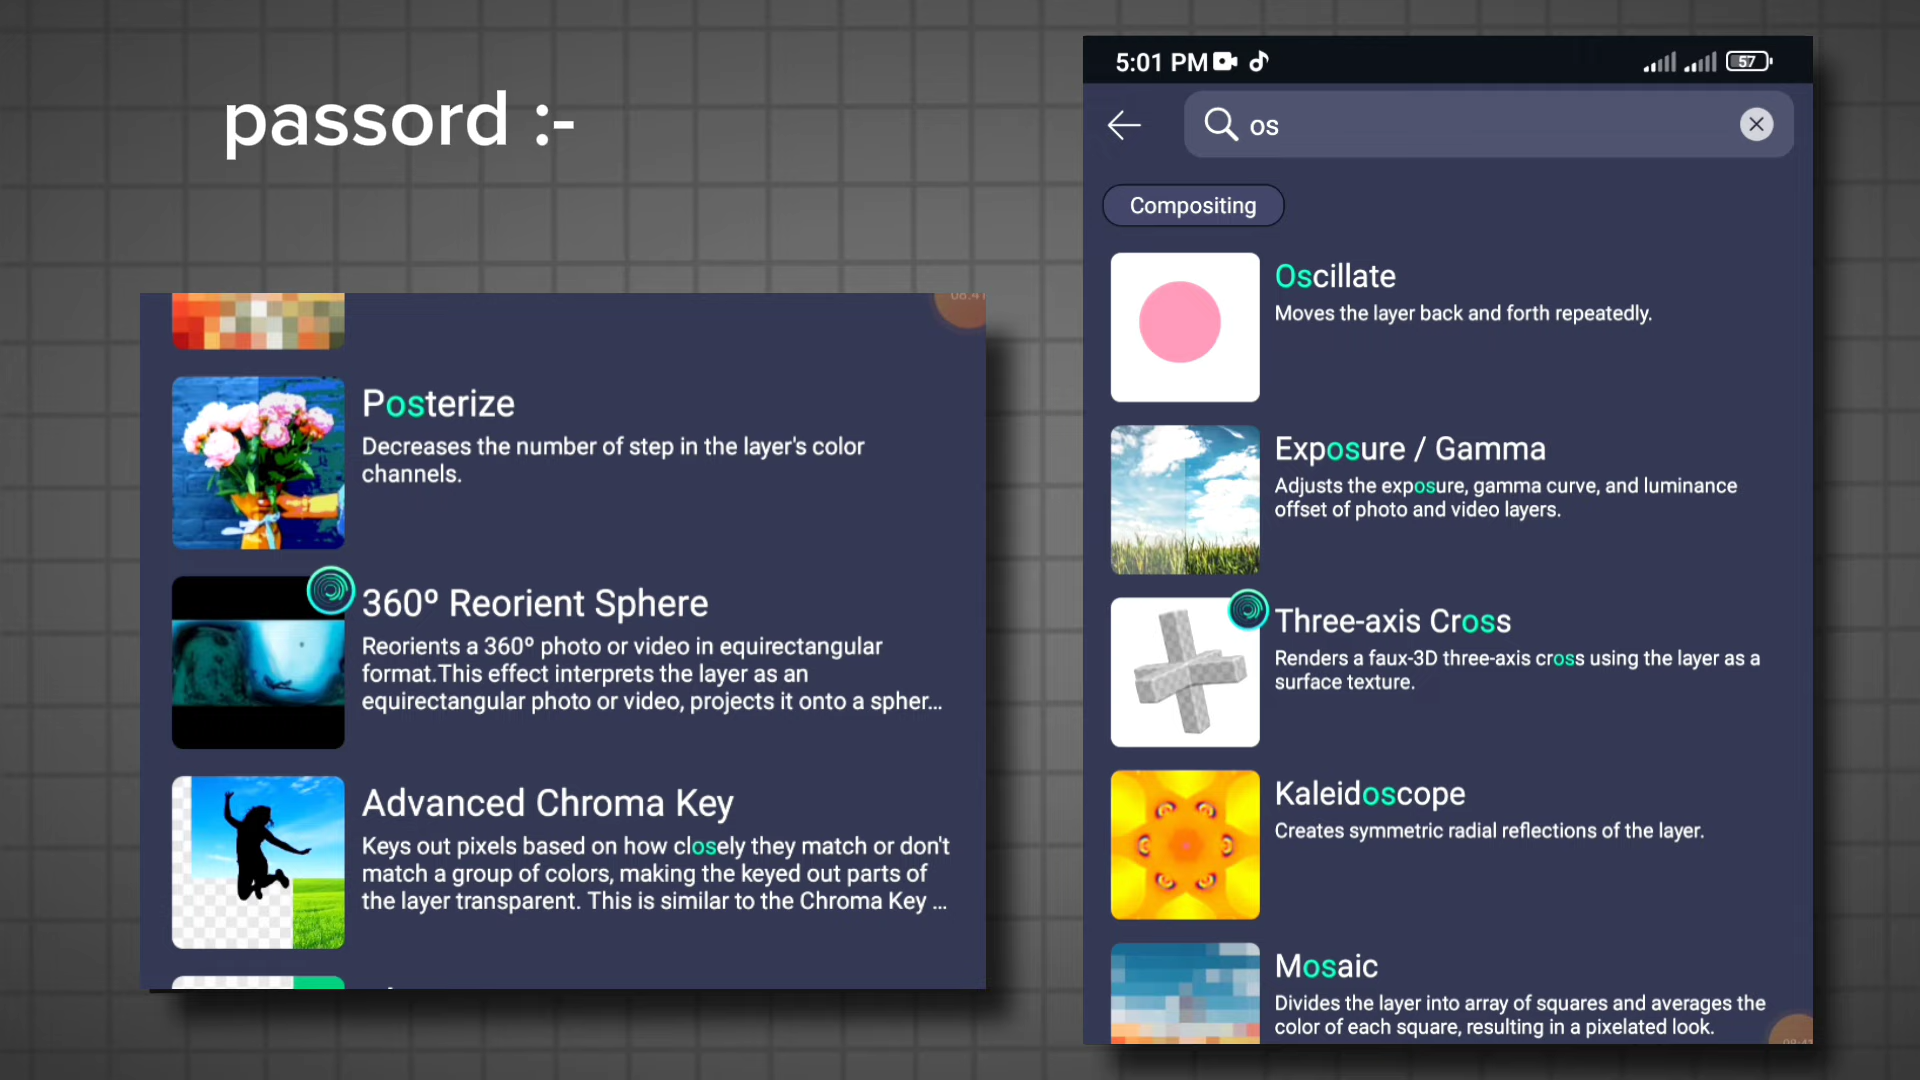 passord :-
08:41
Posterize
Decreases the number of step in the layer's color
channels.
360º Reorient Sphere
Reorients a 360º photo or video in equirectangular
format.This effect interprets the layer as an
equirectangular photo or video, projects it onto a spher...
Advanced Chroma Key
Keys out pixels based on how closely they match or don't
match a group of colors, making the keyed out parts of
the layer transparent. This is similar to the Chroma Key ...
5:01 PM 57
os
Compositing
Oscillate
Moves the layer back and forth repeatedly.
Exposure / Gamma
Adjusts the exposure, gamma curve, and luminance
offset of photo and video layers.
Three-axis Cross
Renders a faux-3D three-axis cross using the layer as a
surface texture.
Kaleidoscope
Creates symmetric radial reflections of the layer.
Mosaic
Divides the layer into array of squares and averages the
color of each square, resulting in a pixelated look.